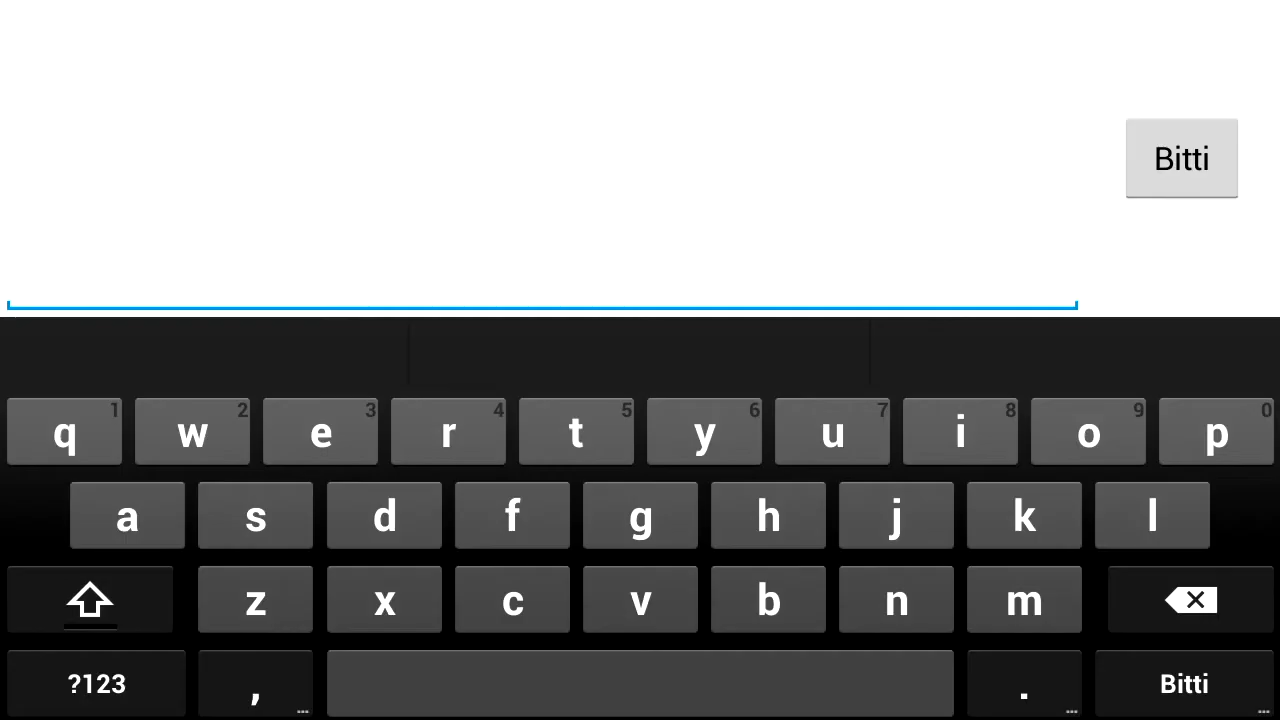 Bitti
q 1 w 2 e 3 r 4 t 5 y 6 u 7 i 8 o 9 p 0
a s d f g h j k l
z x c v b n m
?123 , ... . ... Bitti ...